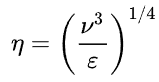 η = (ν³/ε)^{1/4}